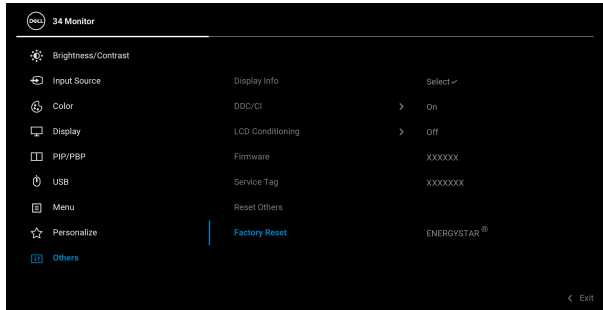 DELL
34 Monitor
Brightness/Contrast
Input Source
Display Info Select✓
Color DDC/CI > On
Display LCD Conditioning > Off
PIP/PBP Firmware XXXXXX
USB Service Tag XXXXXXX
Menu Reset Others
Personalize Factory Reset ENERGYSTAR ®
Others
< Exit